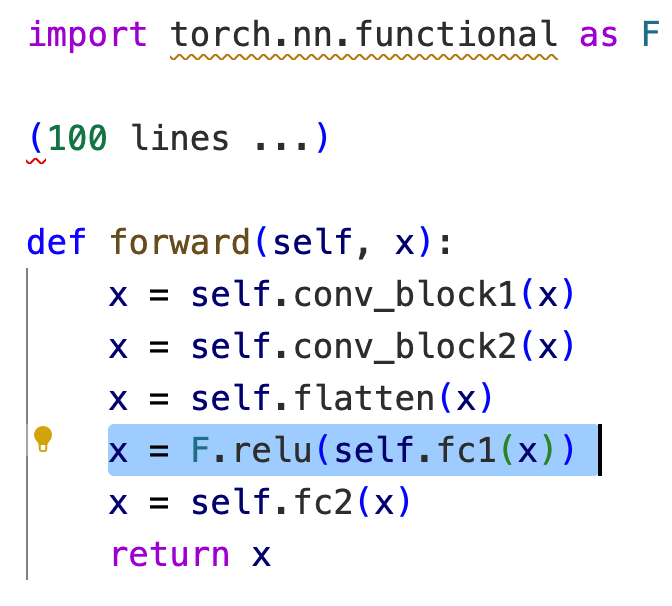 import torch.nn.functional as F
(100 lines ...)
def forward(self, x):
x = self.conv_block1(x)
x = self.conv_block2(x)
x = self.flatten(x)
x = F.relu(self.fc1(x))
x = self.fc2(x)
return x